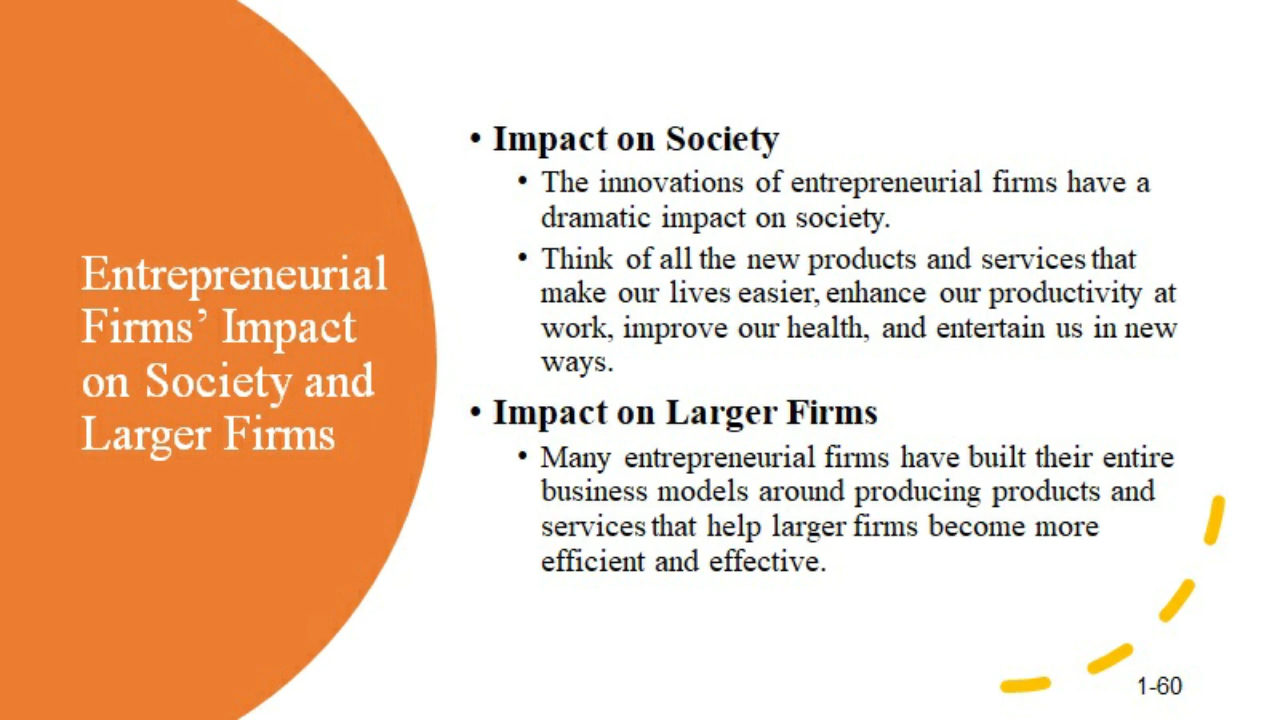 Entrepreneurial
Firms’ Impact
on Society and
Larger Firms
• Impact on Society
• The innovations of entrepreneurial firms have a
dramatic impact on society.
• Think of all the new products and services that
make our lives easier, enhance our productivity at
work, improve our health, and entertain us in new
ways.
• Impact on Larger Firms
• Many entrepreneurial firms have built their entire
business models around producing products and
services that help larger firms become more
efficient and effective.
1-60